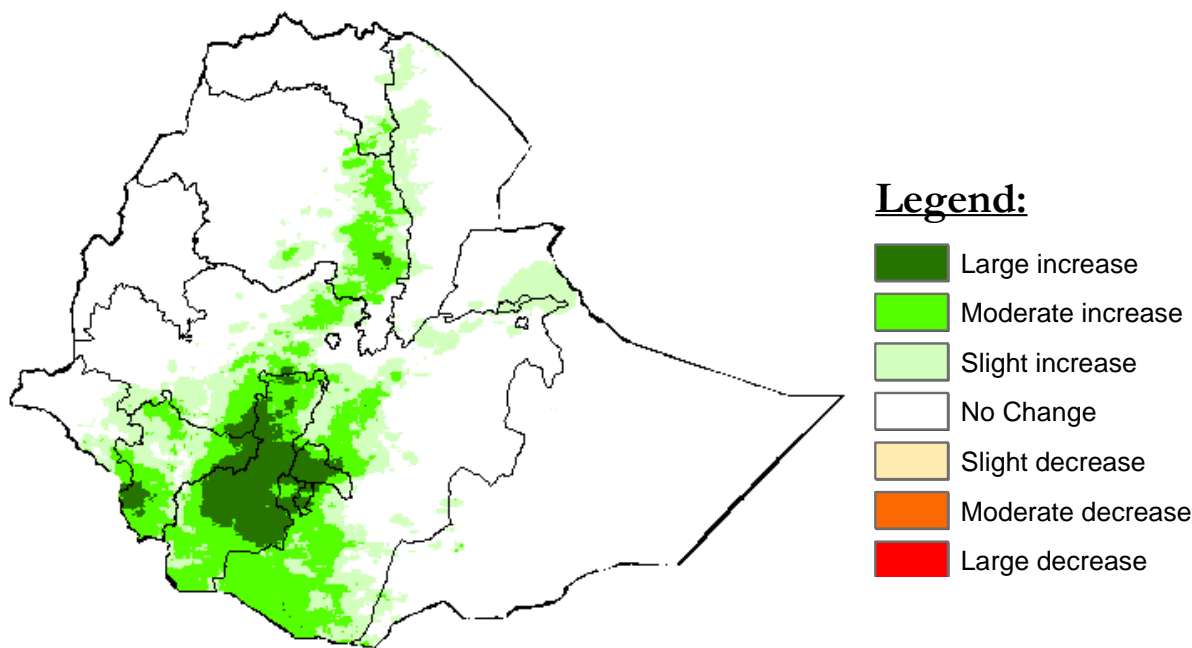 Legend:
Large increase
Moderate increase
Slight increase
No Change
Slight decrease
Moderate decrease
Large decrease